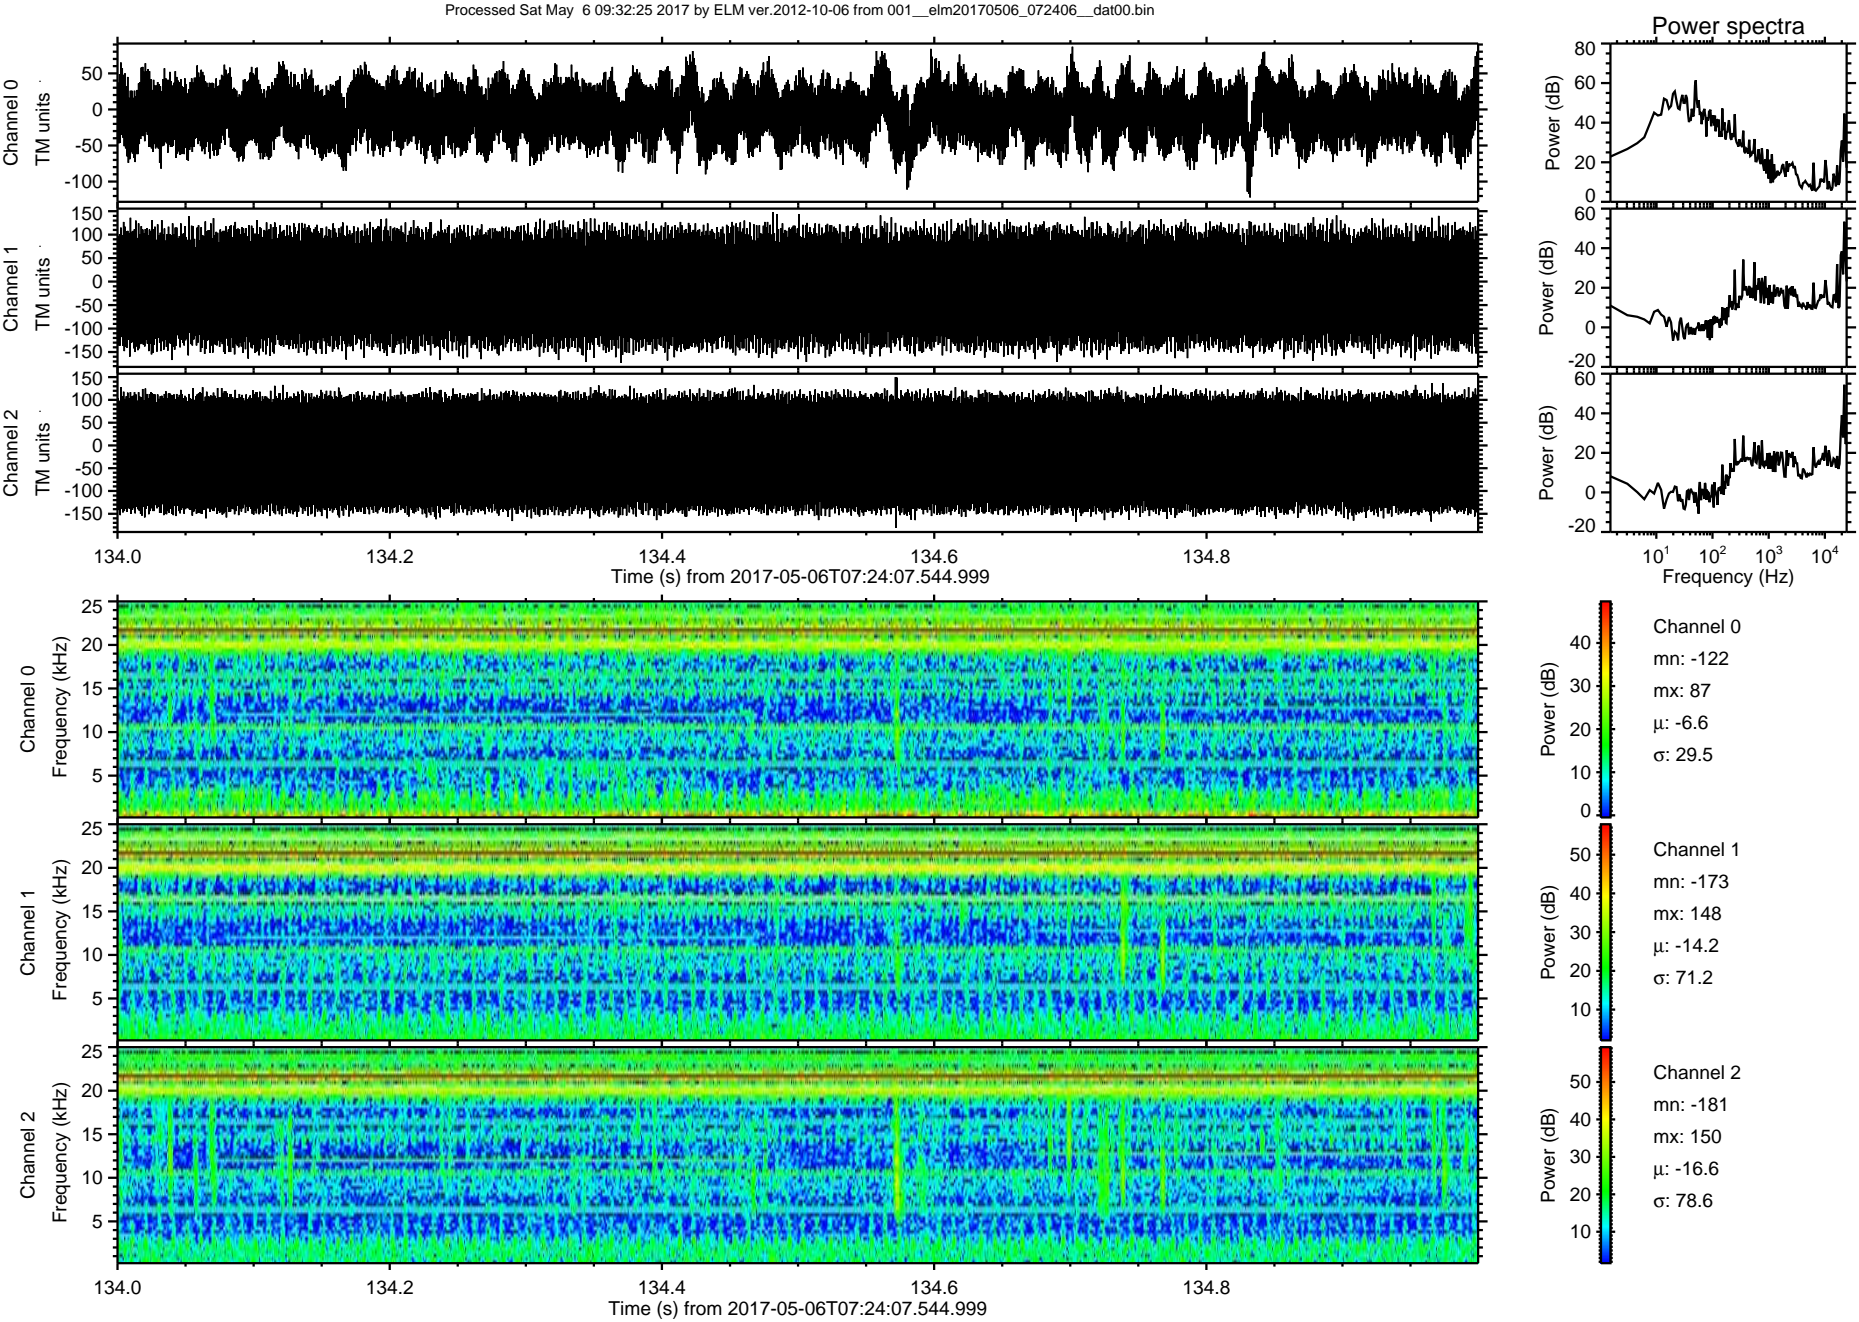 Processed Sat May  6 09:32:25 2017 by ELM ver.2012-10-06 from 001__elm20170506_072406__dat00.bin
Power spectra
Channel 0
TM units
50
0
-50
-100
Power (dB)
80
60
40
20
0
Channel 1
TM units
150
100
50
0
-50
-100
-150
Power (dB)
60
40
20
0
-20
Channel 2
TM units
150
100
50
0
-50
-100
-150
Power (dB)
60
40
20
0
-20
134.0 134.2 134.4 134.6 134.8
Time (s) from 2017-05-06T07:24:07.544.999
10¹ 10² 10³ 10⁴
Frequency (Hz)
Channel 0
Frequency (kHz)
25
20
15
10
5
Power (dB)
40
30
20
10
0
Channel 0
mn: -122
mx: 87
μ: -6.6
σ: 29.5
Channel 1
Frequency (kHz)
25
20
15
10
5
Power (dB)
50
40
30
20
10
Channel 1
mn: -173
mx: 148
μ: -14.2
σ: 71.2
Channel 2
Frequency (kHz)
25
20
15
10
5
Power (dB)
50
40
30
20
10
Channel 2
mn: -181
mx: 150
μ: -16.6
σ: 78.6
134.0 134.2 134.4 134.6 134.8
Time (s) from 2017-05-06T07:24:07.544.999